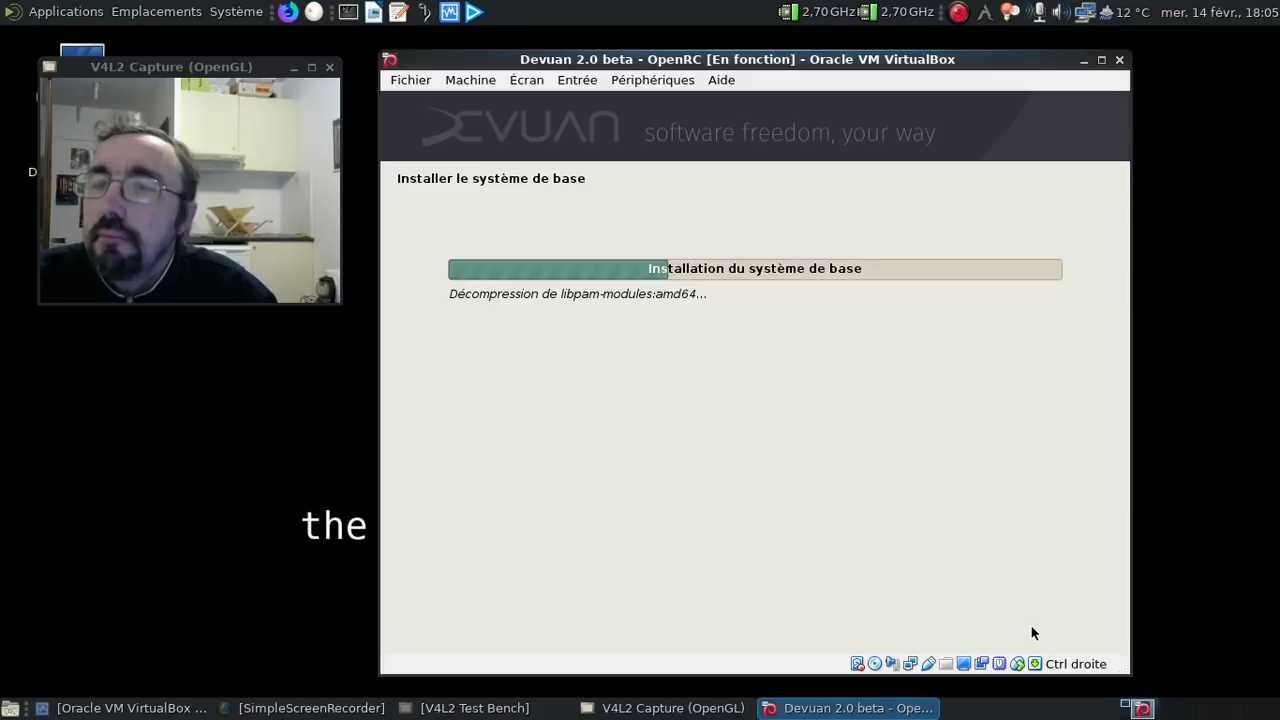 Applications Emplacements Système
2,70 GHz 2,70 GHz 12 °C mer. 14 févr., 18:05
V4L2 Capture (OpenGL)
D
Devuan 2.0 beta - OpenRC [En fonction] - Oracle VM VirtualBox
Fichier Machine Écran Entrée Périphériques Aide
DEVUAN software freedom, your way
Installer le système de base
Installation du système de base
Décompression de libpam-modules:amd64...
the
Ctrl droite
[Oracle VM VirtualBox ... [SimpleScreenRecorder] [V4L2 Test Bench] V4L2 Capture (OpenGL) Devuan 2.0 beta - Ope...